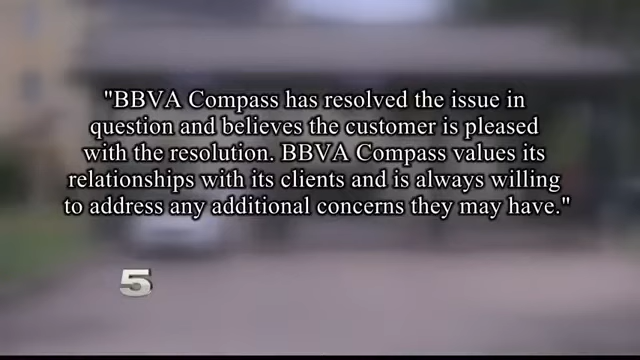 "BBVA Compass has resolved the issue in
question and believes the customer is pleased
with the resolution. BBVA Compass values its
relationships with its clients and is always willing
to address any additional concerns they may have."
5